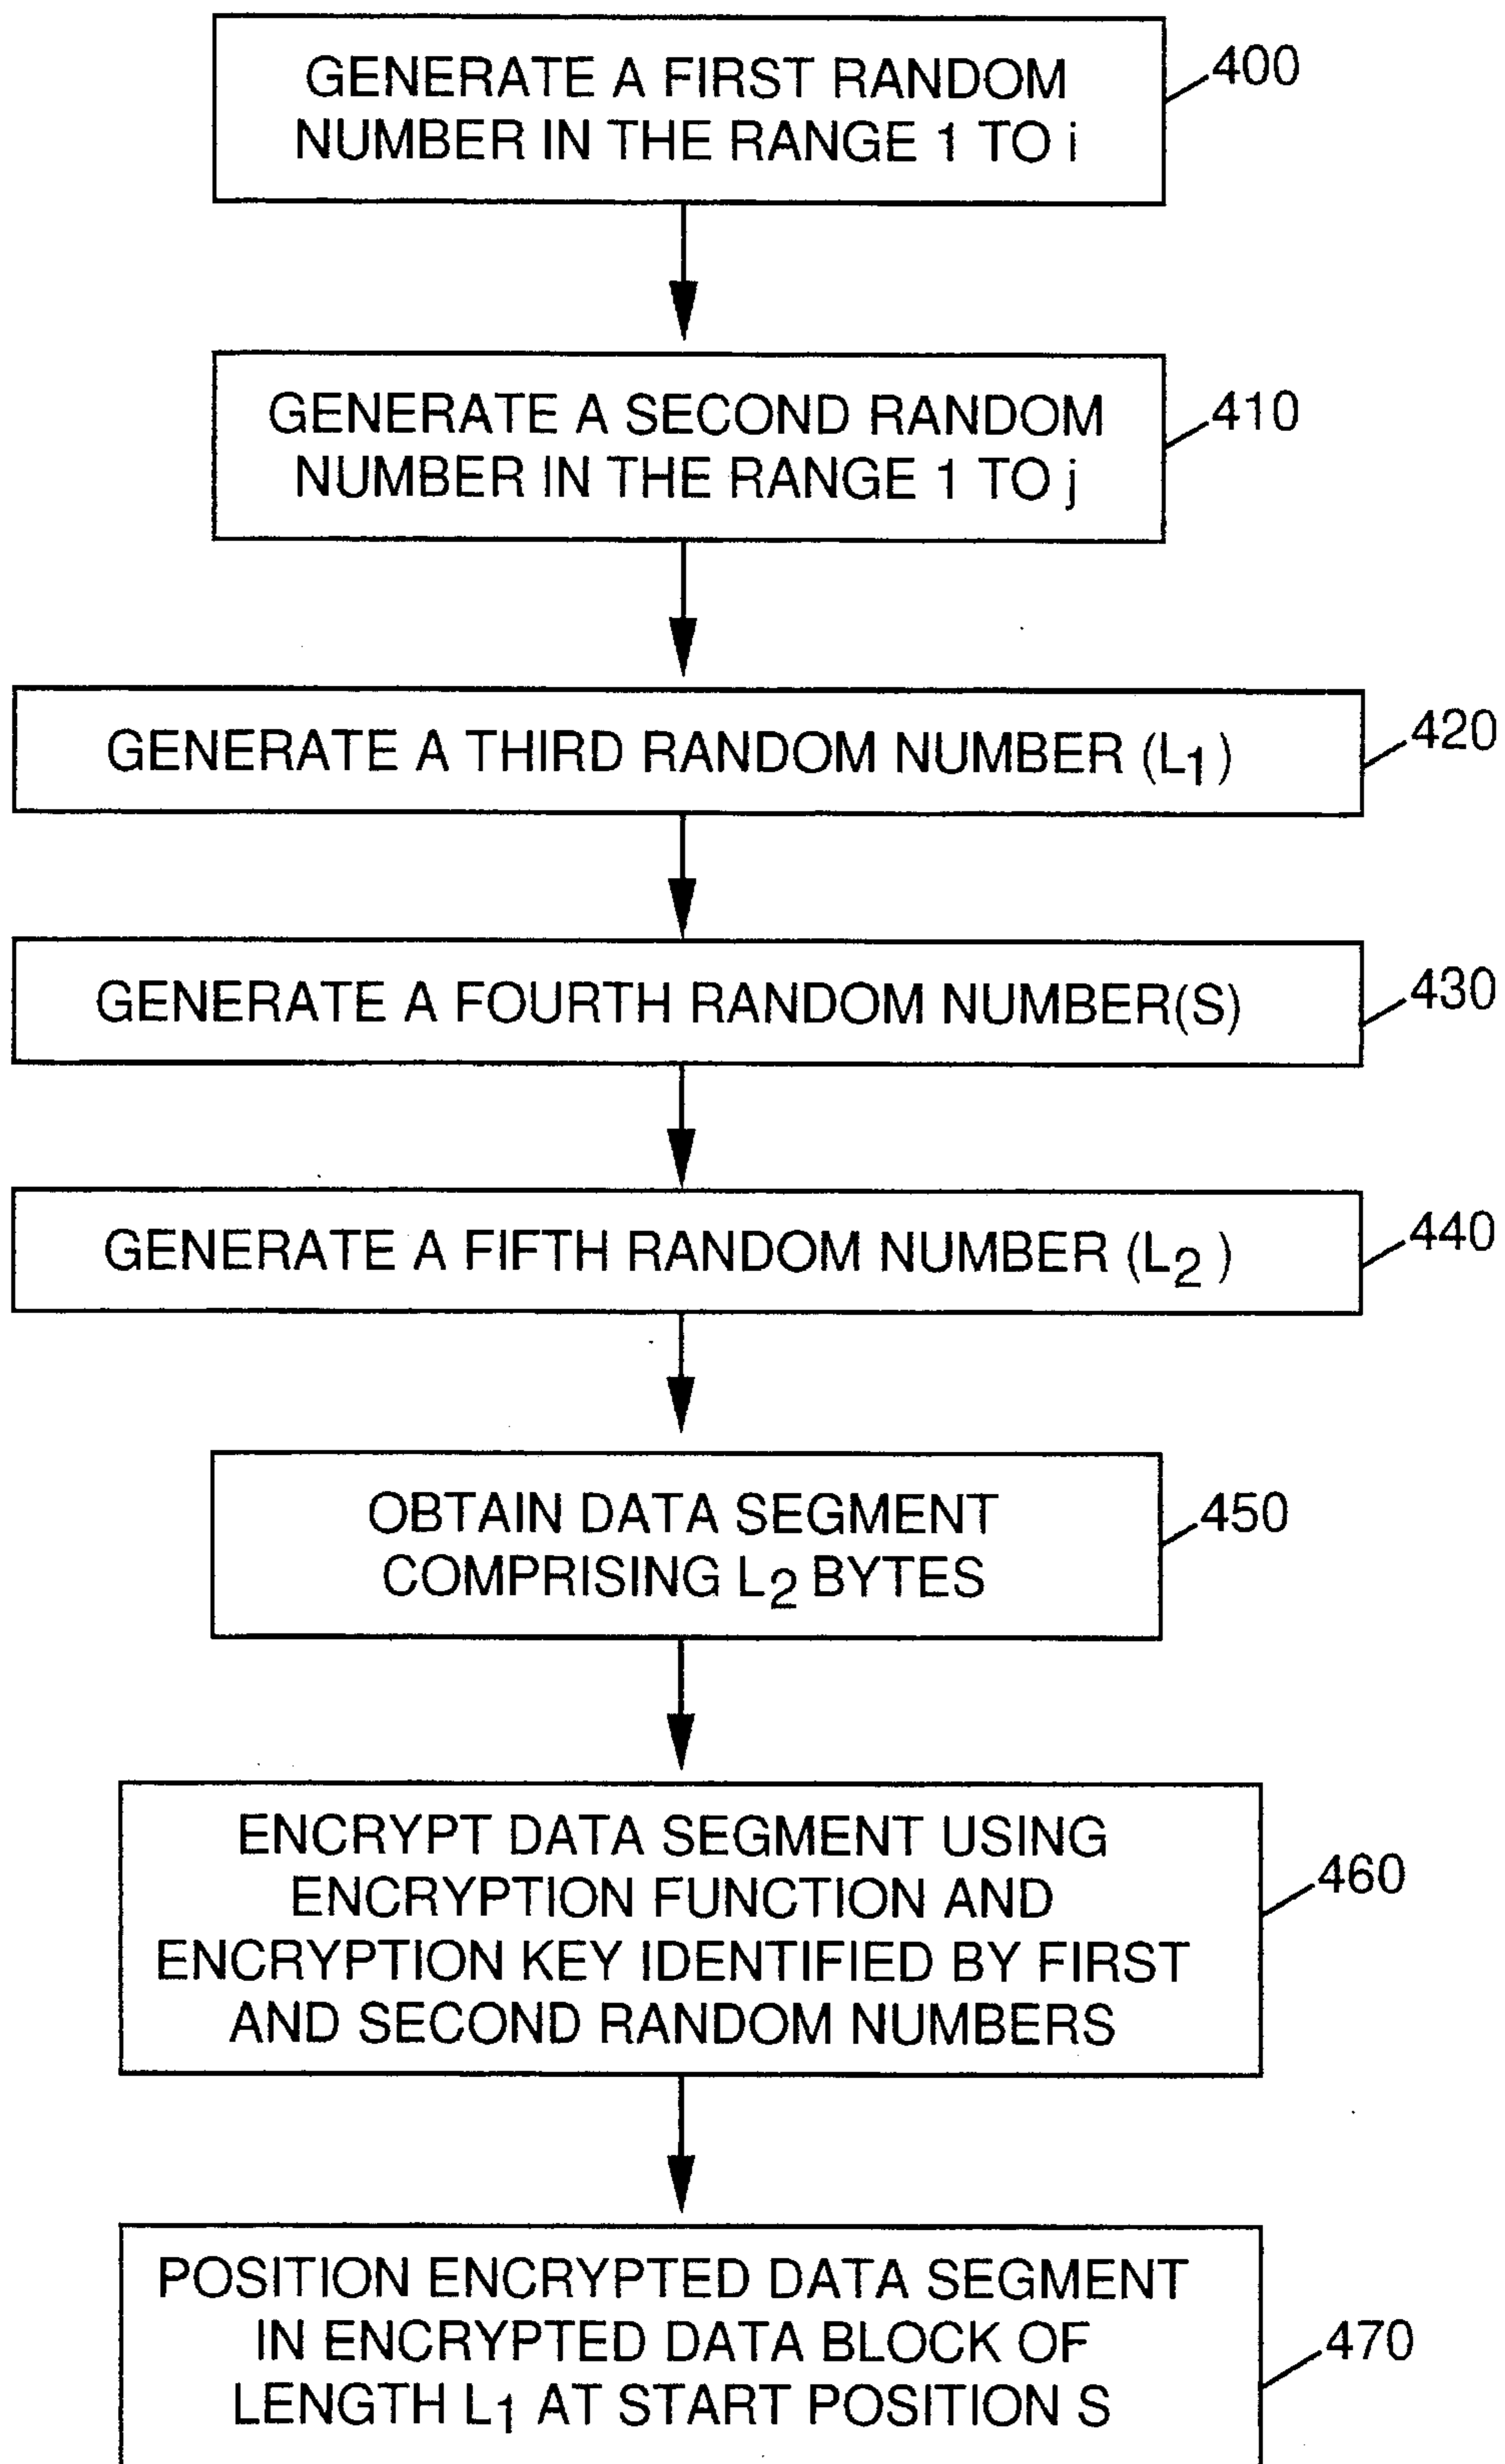 GENERATE A FIRST RANDOM
NUMBER IN THE RANGE 1 TO i
400
GENERATE A SECOND RANDOM
NUMBER IN THE RANGE 1 TO j
410
GENERATE A THIRD RANDOM NUMBER (L1)
420
GENERATE A FOURTH RANDOM NUMBER(S)
430
GENERATE A FIFTH RANDOM NUMBER (L2)
440
OBTAIN DATA SEGMENT
COMPRISING L2 BYTES
450
ENCRYPT DATA SEGMENT USING
ENCRYPTION FUNCTION AND
ENCRYPTION KEY IDENTIFIED BY FIRST
AND SECOND RANDOM NUMBERS
460
POSITION ENCRYPTED DATA SEGMENT
IN ENCRYPTED DATA BLOCK OF
LENGTH L1 AT START POSITION S
470